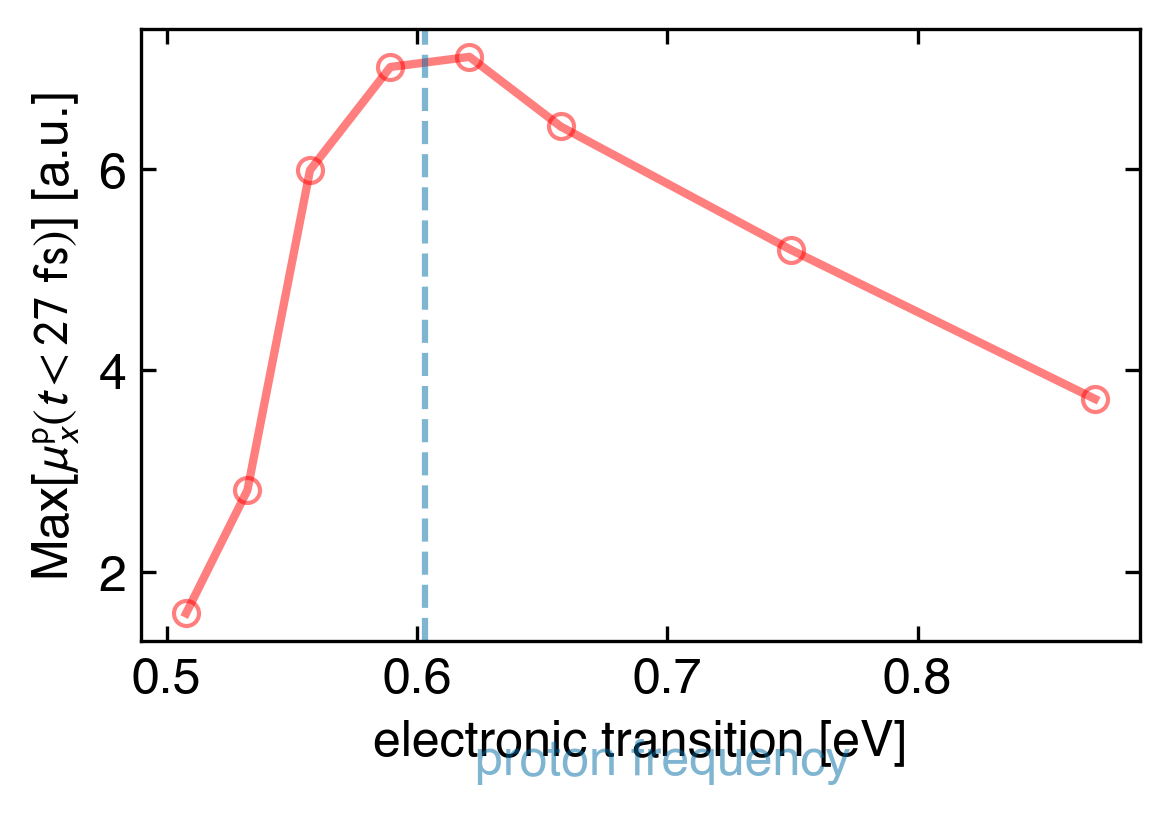 Max[μₓᵖ(t < 27 fs)] [a.u.]
6
4
2
0.5 0.6 0.7 0.8
electronic transition [eV]
proton frequency